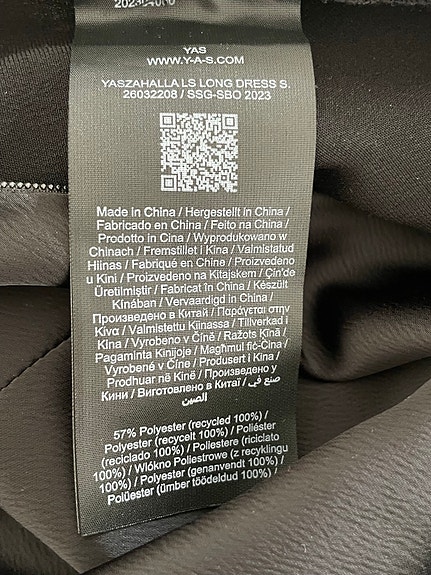 YAS
WWW.Y-A-S.COM
YASZAHALLA LS LONG DRESS S.
26032208 / SSG-SBO 2023
Made in China / Hergestellt in China /
Fabricado en China / Feito na China /
Prodotto in Cina / Wyprodukowano w
Chinach / Fremstillet i Kina / Valmistatud
Hiinas / Fabriqué en Chine / Proizvedeno
u Kini / Proizvedeno na Kitajskem / Çin'de
Üretilmiştir / Fabricat în China / Készült
Kínában / Vervaardigd in China /
Произведено в Китай / Παράγεται στην
Κίνα / Valmistettu Kiinassa / Tillverkad i
Kina / Vyrobeno v Číně / Ražots Ķīnā /
Pagaminta Kinijoje / Magħmul fiċ-Ċina /
Vyrobené v Číne / Produsert i Kina /
Prodhuar në Kinë / Произведено у
Кини / Виготовлено в Китаї / صنع في
الصين
57% Polyester (recycled 100%) /
Polyester (recycelt 100%) / Poliéster
(reciclado 100%) / Poliestere (riciclato
100%) / Włókno Poliestrowe (z recyklingu
100%) / Polyester (genanvendt 100%) /
Polüester (ümber töödeldud 100%) /